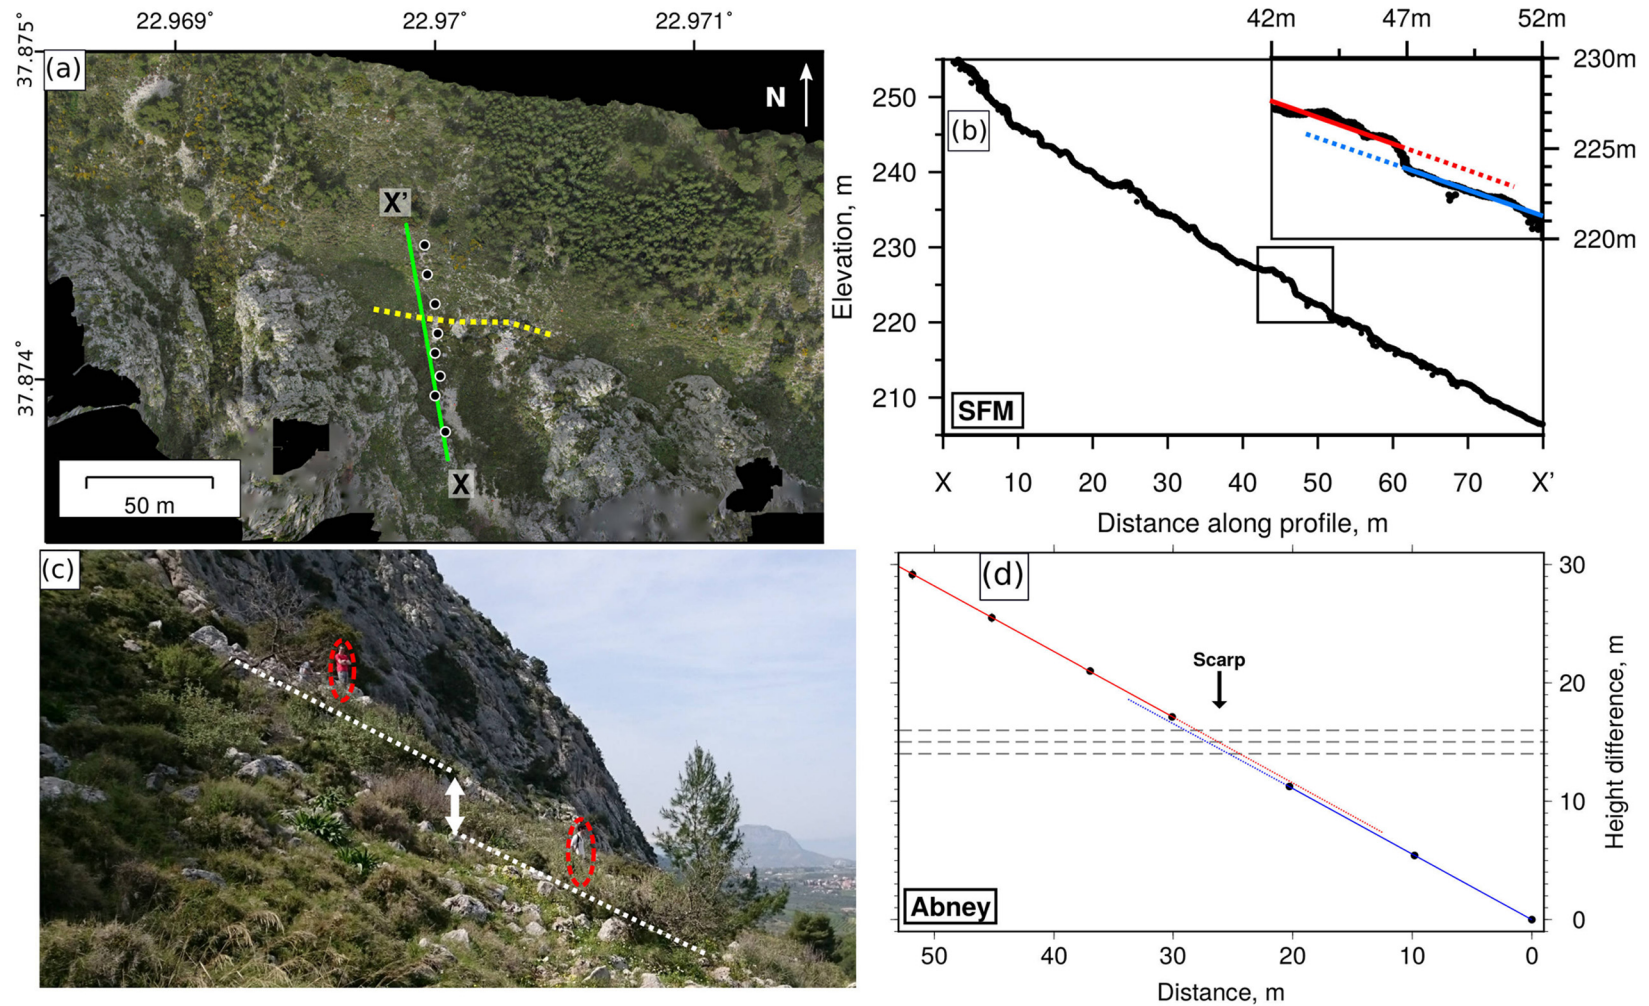 22.969°
22.97°
22.971°
37.875°
37.874°
(a)
N
X’
X
50 m
42m
47m
52m
230m
225m
220m
(b)
250
240
230
220
210
Elevation, m
SFM
X
10
20
30
40
50
60
70
X’
Distance along profile, m
(c)
(d)
Scarp
30
20
10
0
Height difference, m
Abney
50
40
30
20
10
0
Distance, m